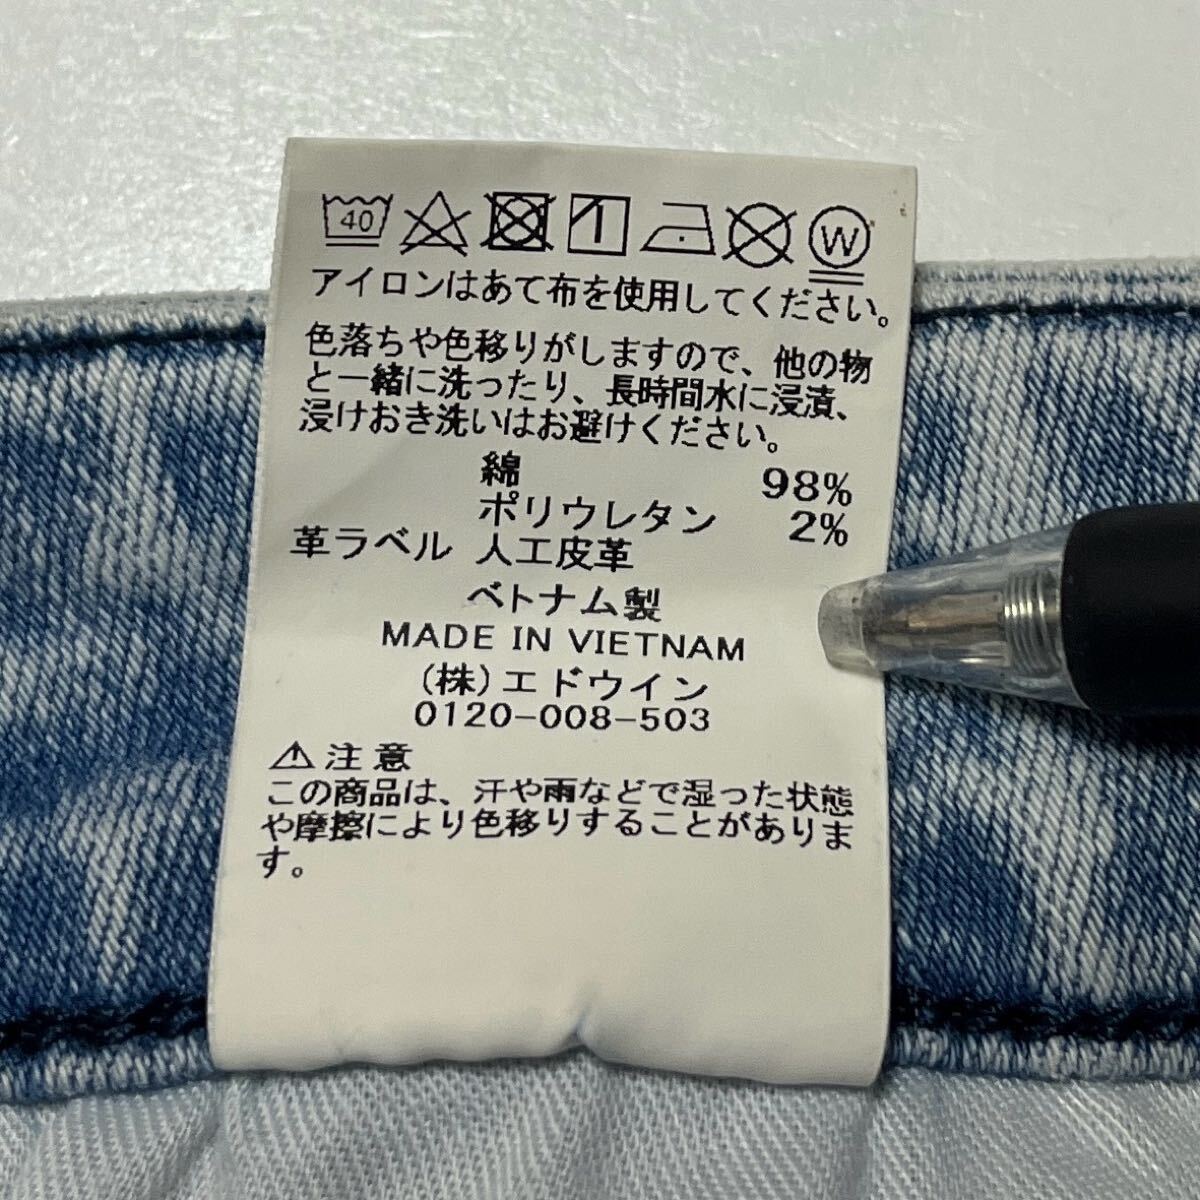 40 W
アイロンはあて布を使用してください。
色落ちや色移りがしますので、他の物
と一緒に洗ったり、長時間水に浸漬、
浸けおき洗いはお避けください。
綿 98%
ポリウレタン 2%
革ラベル 人工皮革
ベトナム製
MADE IN VIETNAM
(株)エドウイン
0120-008-503
⚠注意
この商品は、汗や雨などで湿った状態
や摩擦により色移りすることがありま
す。